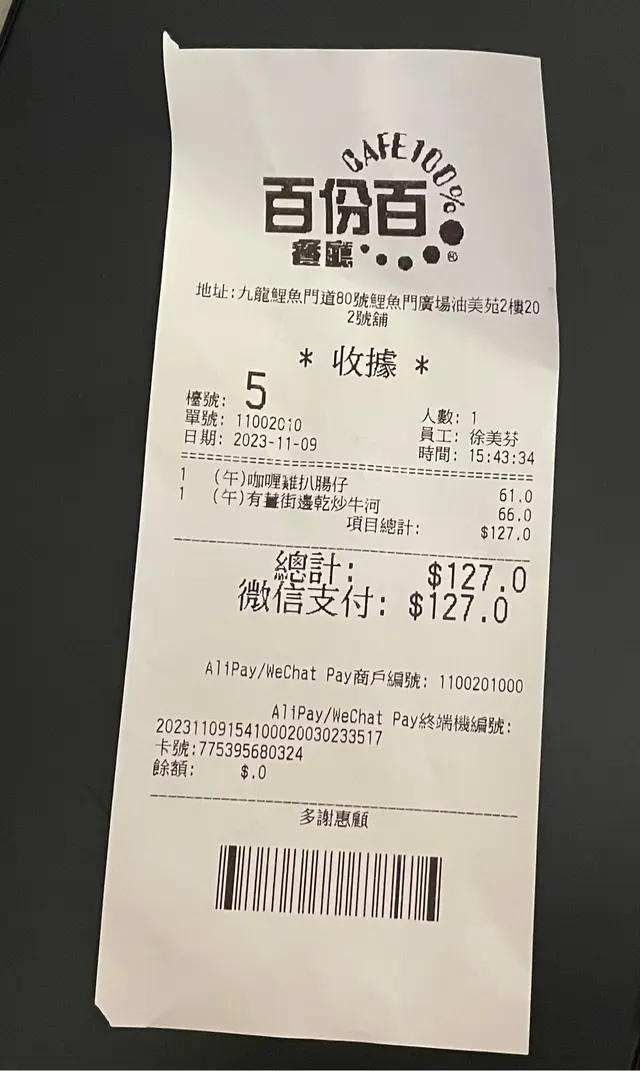 CAFE 100%
百份百
餐廳
®
地址:九龍鯉魚門道80號鯉魚門廣場油美苑2樓20
2號舖
* 收據 *
檯號: 5 人數: 1
單號: 11002010 員工: 徐美芬
日期: 2023-11-09 時間: 15:43:34
1 (午)咖喱雞扒腸仔 61.0
1 (午)有薑街邊乾炒牛河 66.0
項目總計: $127.0
總計: $127.0
微信支付: $127.0
AliPay/WeChat Pay商戶編號: 1100201000
AliPay/WeChat Pay終端機編號:
20231109154100020030233517
卡號:775395680324
餘額: $.0
多謝惠顧